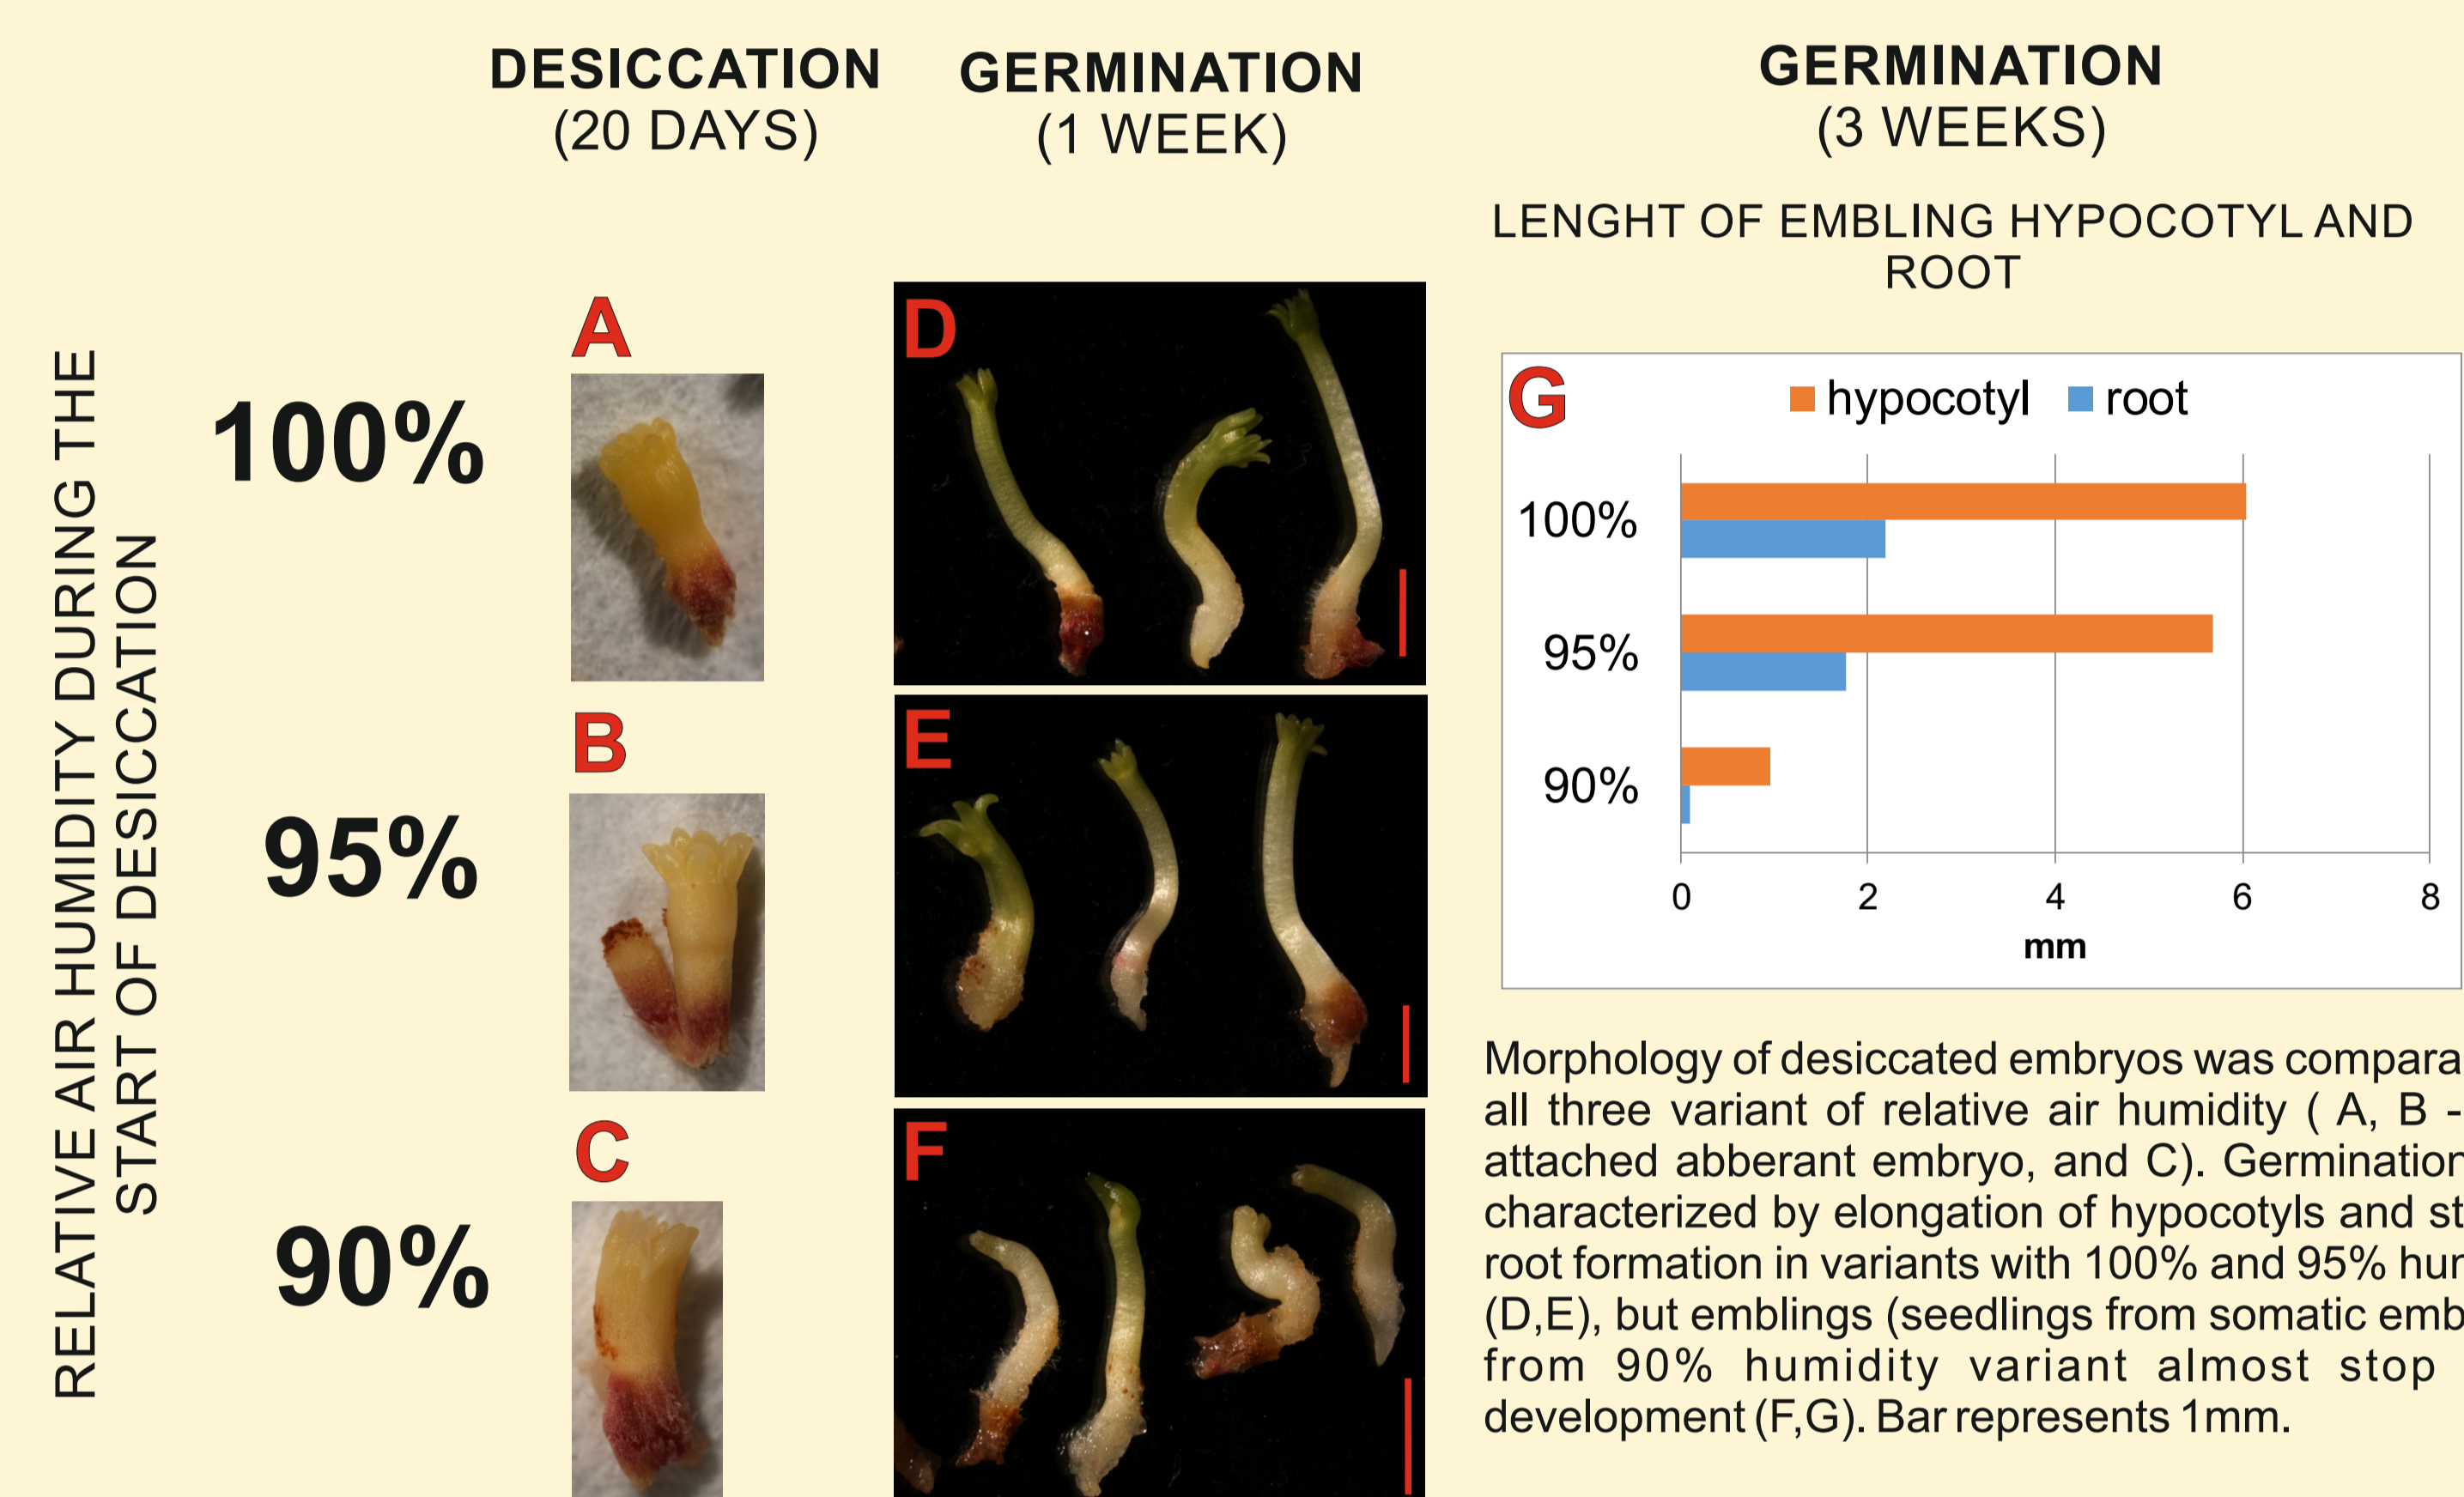 DESICCATION
(20 DAYS)
GERMINATION
(1 WEEK)
GERMINATION
(3 WEEKS)
LENGHT OF EMBLING HYPOCOTYL AND
ROOT
RELATIVE AIR HUMIDITY DURING THE
START OF DESICCATION
100%
A
D
95%
B
E
90%
C
F
G
hypocotyl root
100%
95%
90%
0 2 4 6 8
mm
Morphology of desiccated embryos was compara
all three variant of relative air humidity ( A, B -
attached abberant embryo, and C). Germination
characterized by elongation of hypocotyls and st
root formation in variants with 100% and 95% hu
(D,E), but emblings (seedlings from somatic emb
from 90% humidity variant almost stop
development (F,G). Bar represents 1mm.